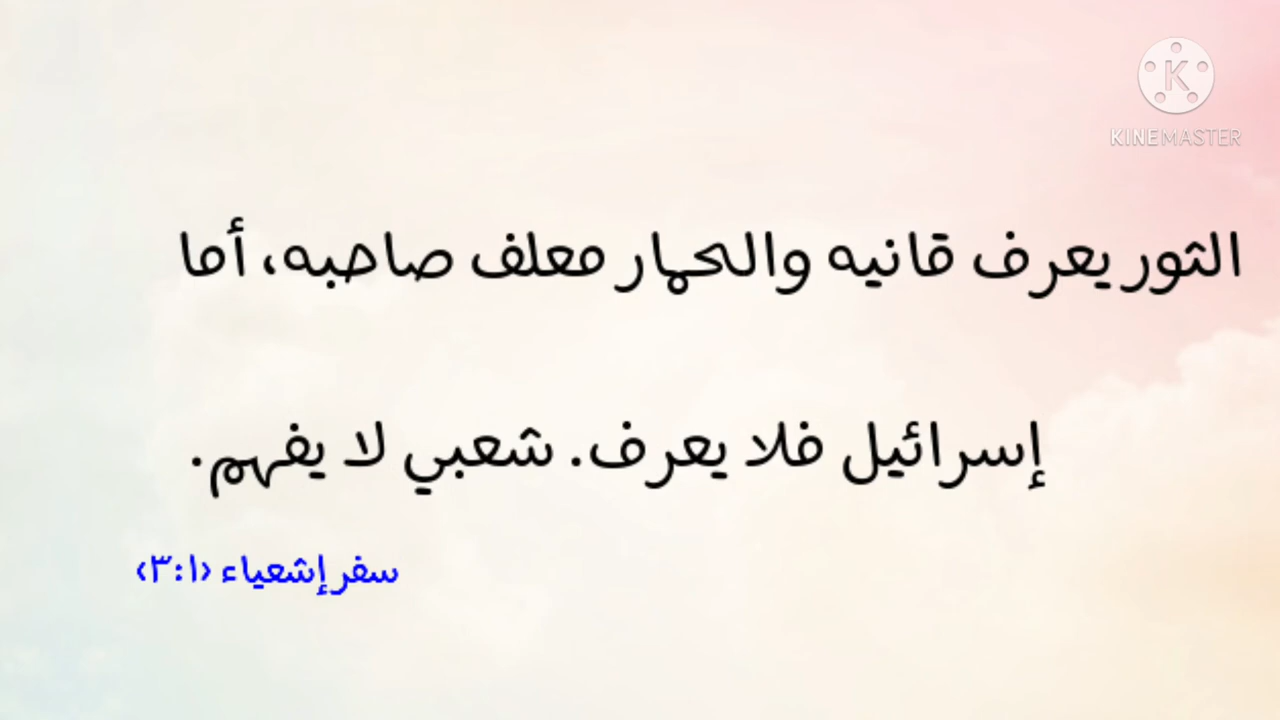 KINEMASTER
الثور يعرف قانيه والحمار معلف صاحبه، أما
إسرائيل فلا يعرف. شعبي لا يفهم.
سفر إشعياء (٣:١)